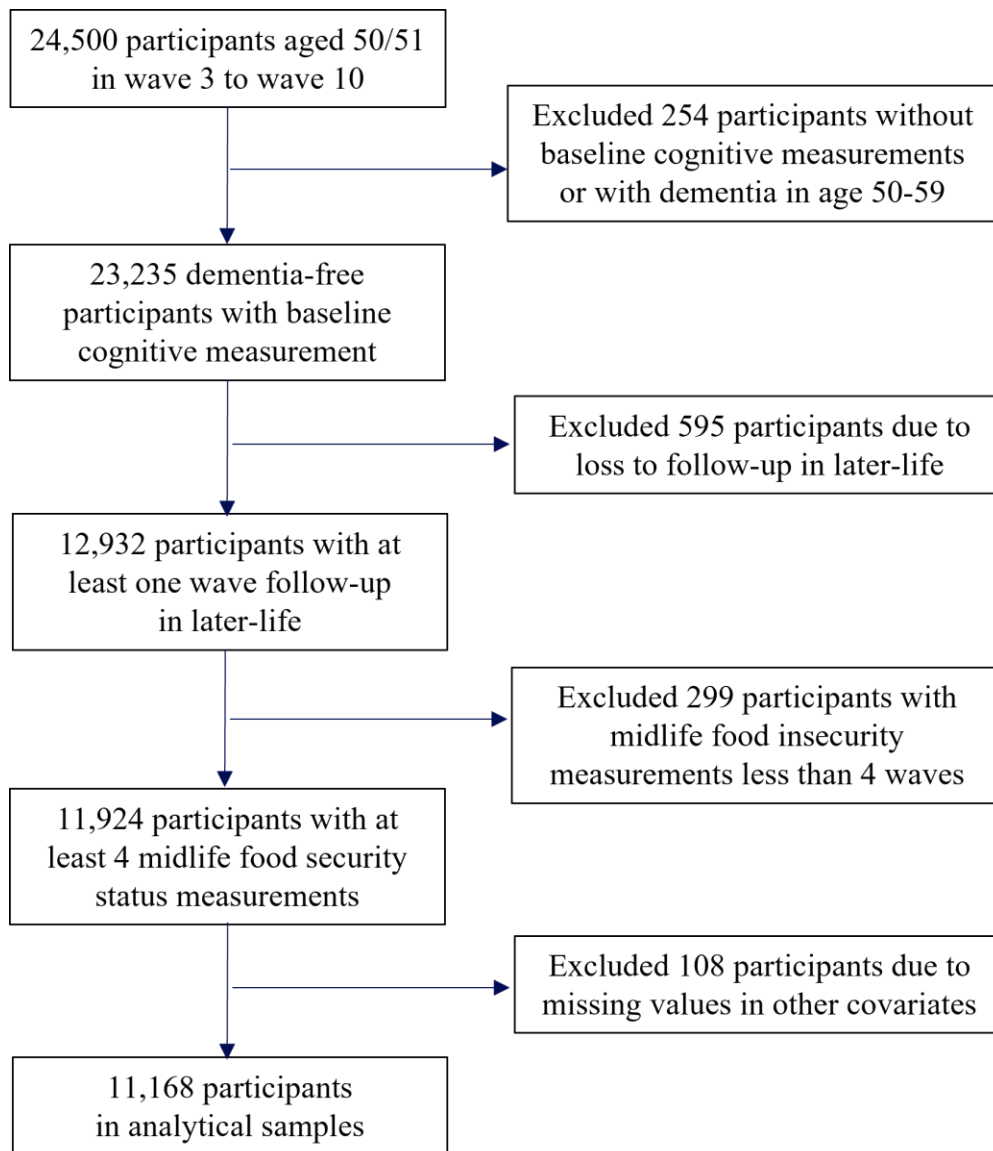 24,500 participants aged 50/51
in wave 3 to wave 10
Excluded 254 participants without
baseline cognitive measurements
or with dementia in age 50-59
23,235 dementia-free
participants with baseline
cognitive measurement
Excluded 595 participants due to
loss to follow-up in later-life
12,932 participants with at
least one wave follow-up
in later-life
Excluded 299 participants with
midlife food insecurity
measurements less than 4 waves
11,924 participants with at
least 4 midlife food security
status measurements
Excluded 108 participants due to
missing values in other covariates
11,168 participants
in analytical samples